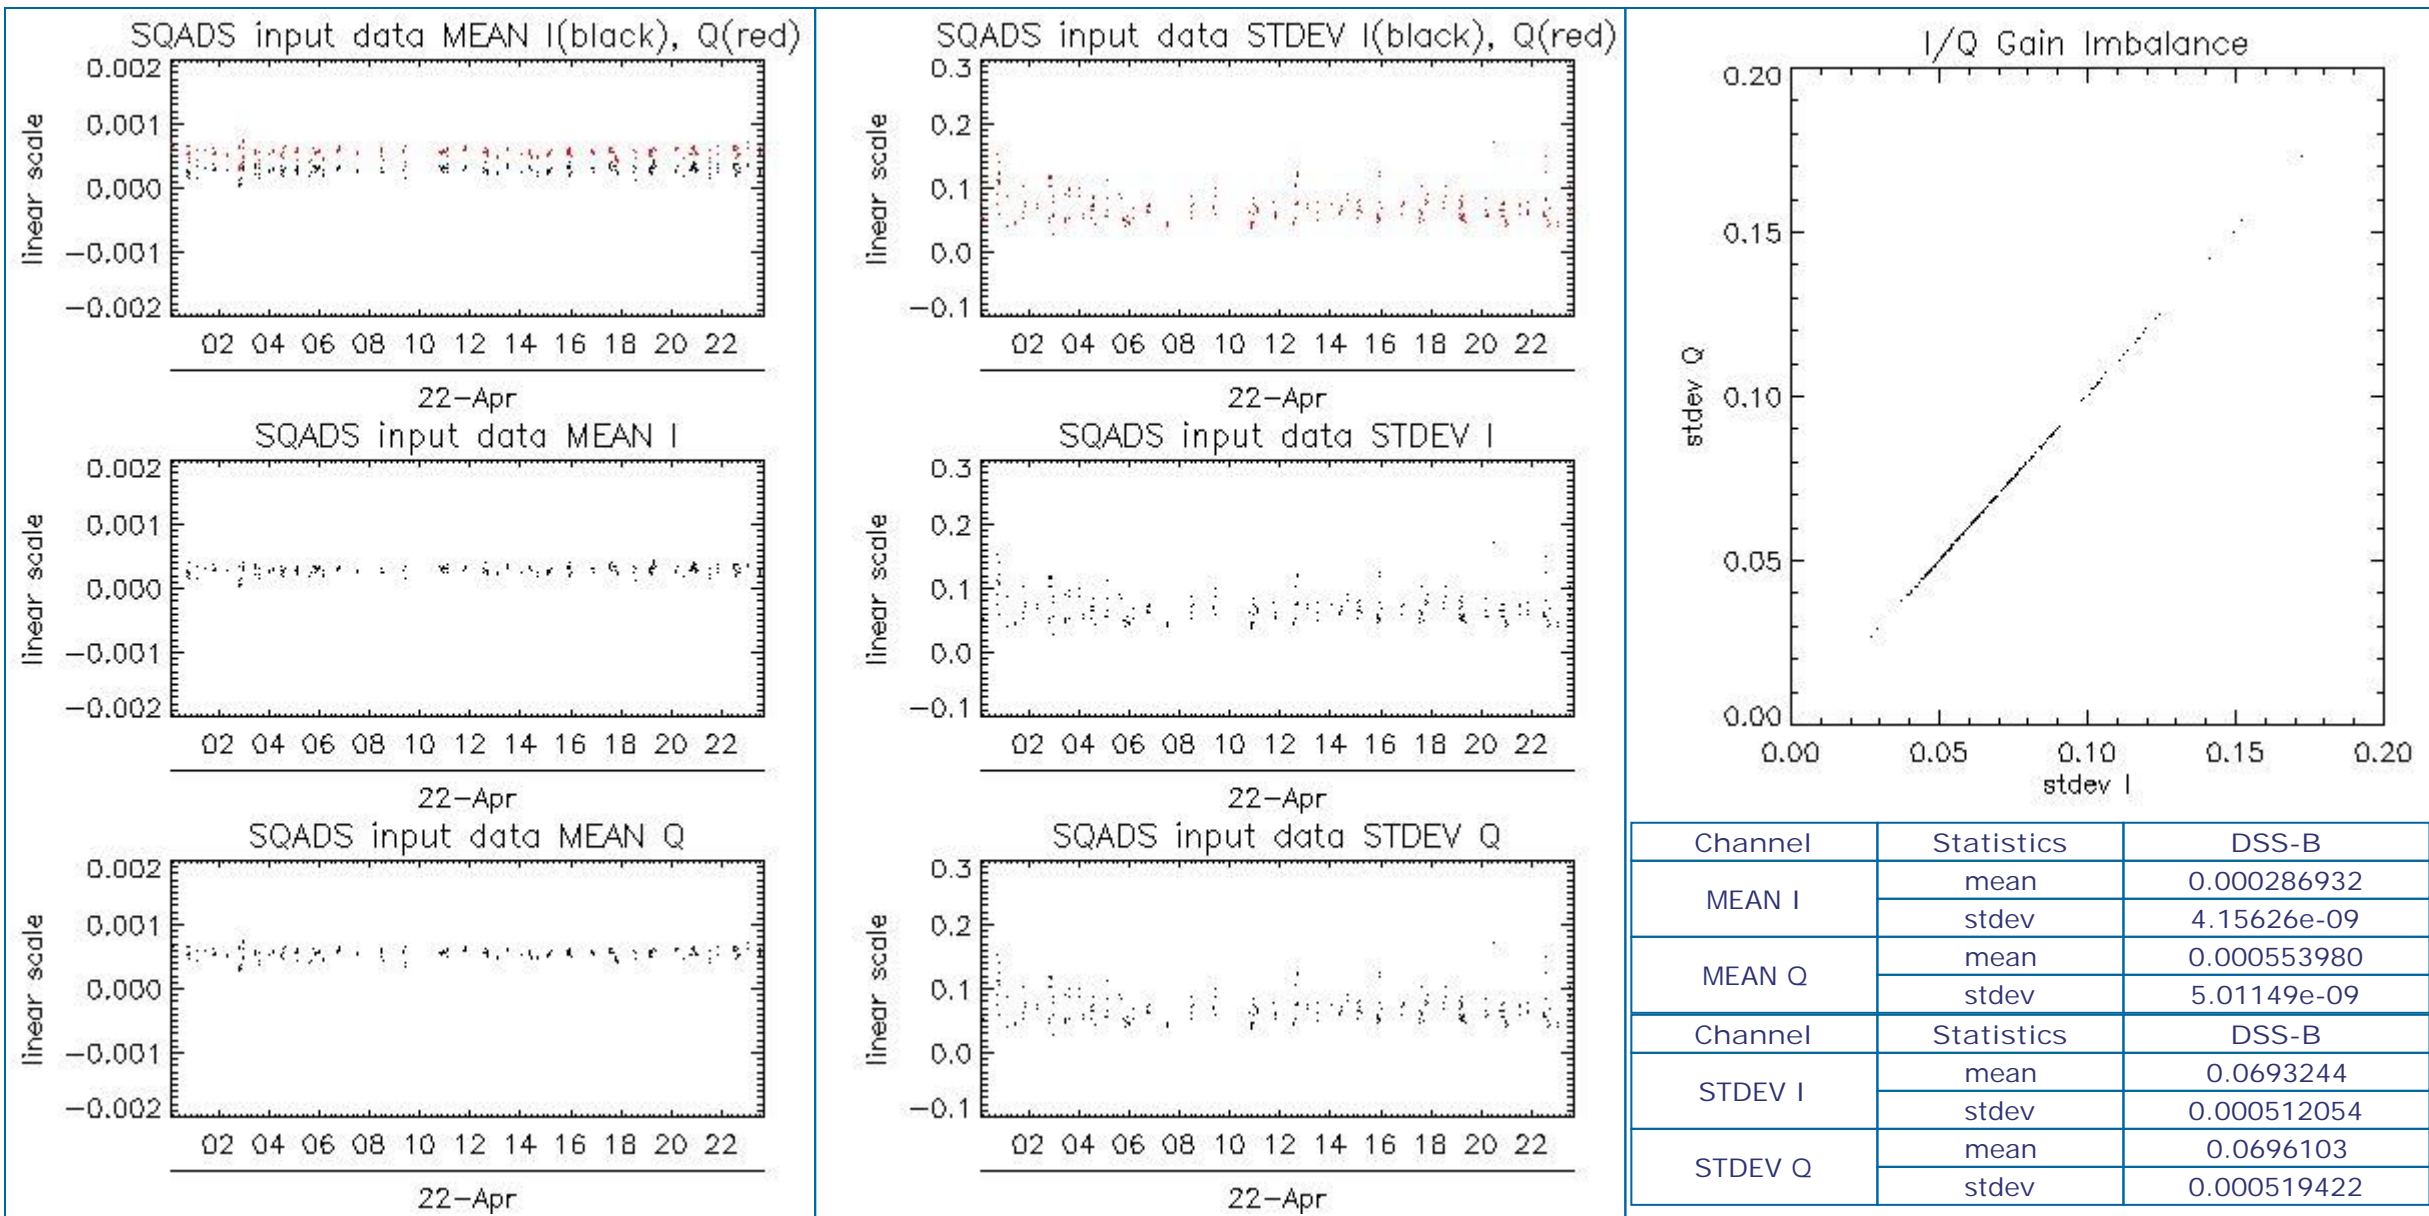 SQADS input data MEAN I(black), Q(red)
0.002
0.001
0.000
-0.001
-0.002
linear scale
02 04 06 08 10 12 14 16 18 20 22
22-Apr
SQADS input data MEAN I
0.002
0.001
0.000
-0.001
-0.002
linear scale
02 04 06 08 10 12 14 16 18 20 22
22-Apr
SQADS input data MEAN Q
0.002
0.001
0.000
-0.001
-0.002
linear scale
02 04 06 08 10 12 14 16 18 20 22
22-Apr
SQADS input data STDEV I(black), Q(red)
0.3
0.2
0.1
0.0
-0.1
linear scale
02 04 06 08 10 12 14 16 18 20 22
22-Apr
SQADS input data STDEV I
0.3
0.2
0.1
0.0
-0.1
linear scale
02 04 06 08 10 12 14 16 18 20 22
22-Apr
SQADS input data STDEV Q
0.3
0.2
0.1
0.0
-0.1
linear scale
02 04 06 08 10 12 14 16 18 20 22
22-Apr
I/Q Gain Imbalance
0.20
0.15
0.10
0.05
0.00
stdev Q
0.00 0.05 0.10 0.15 0.20
stdev I
Channel Statistics DSS-B
MEAN I mean 0.000286932
stdev 4.15626e-09
MEAN Q mean 0.000553980
stdev 5.01149e-09
Channel Statistics DSS-B
STDEV I mean 0.0693244
stdev 0.000512054
STDEV Q mean 0.0696103
stdev 0.000519422